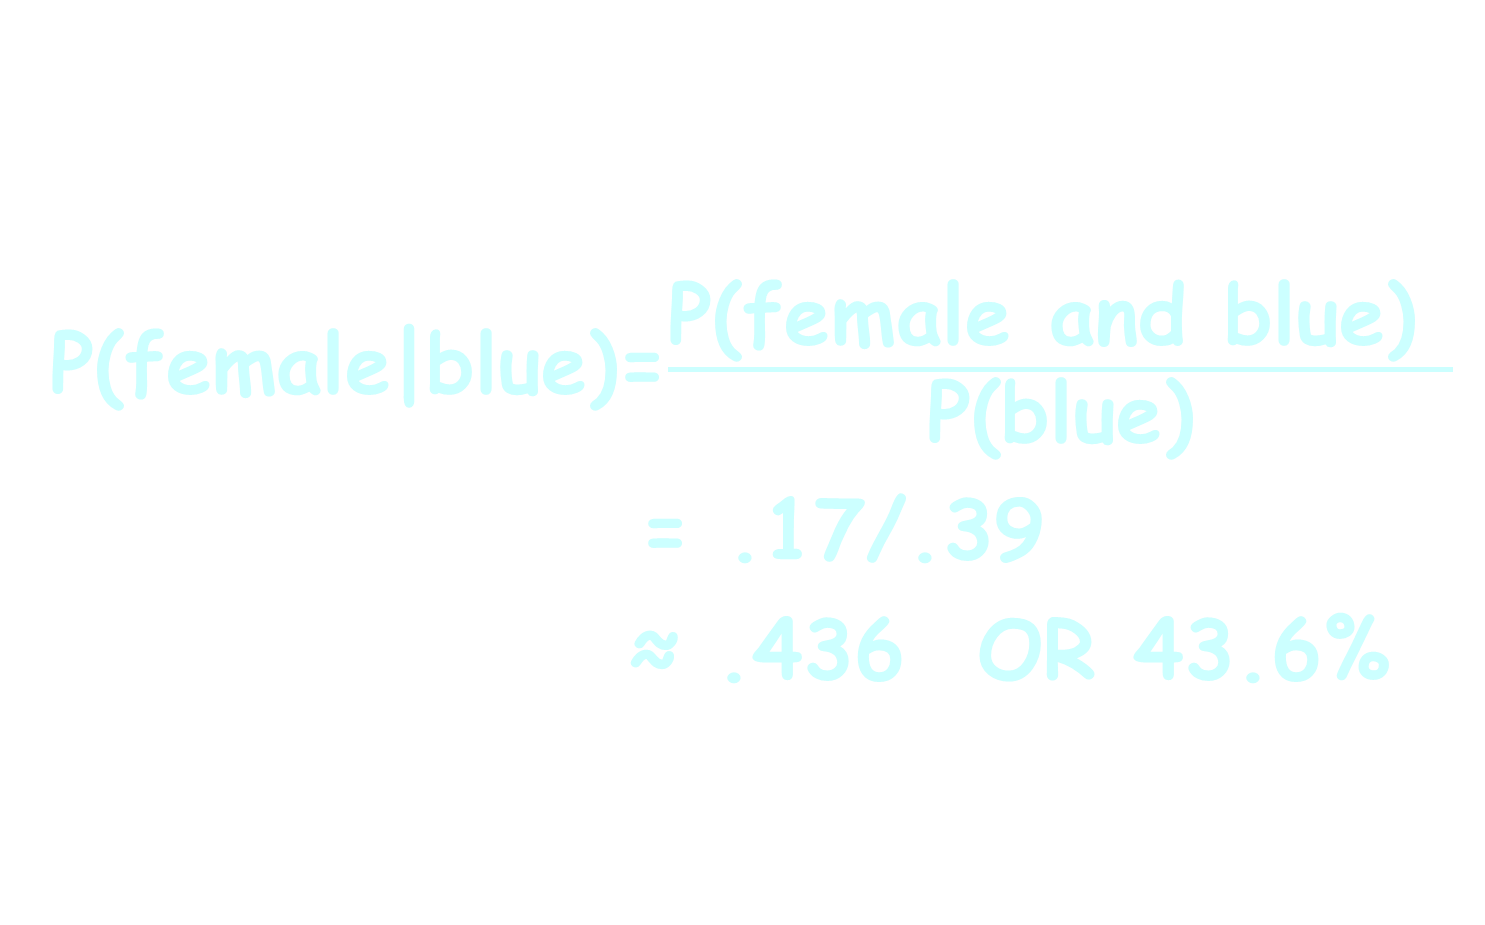 P(female|blue)=P(female and blue)
P(blue)
= .17/.39
≈ .436 OR 43.6%